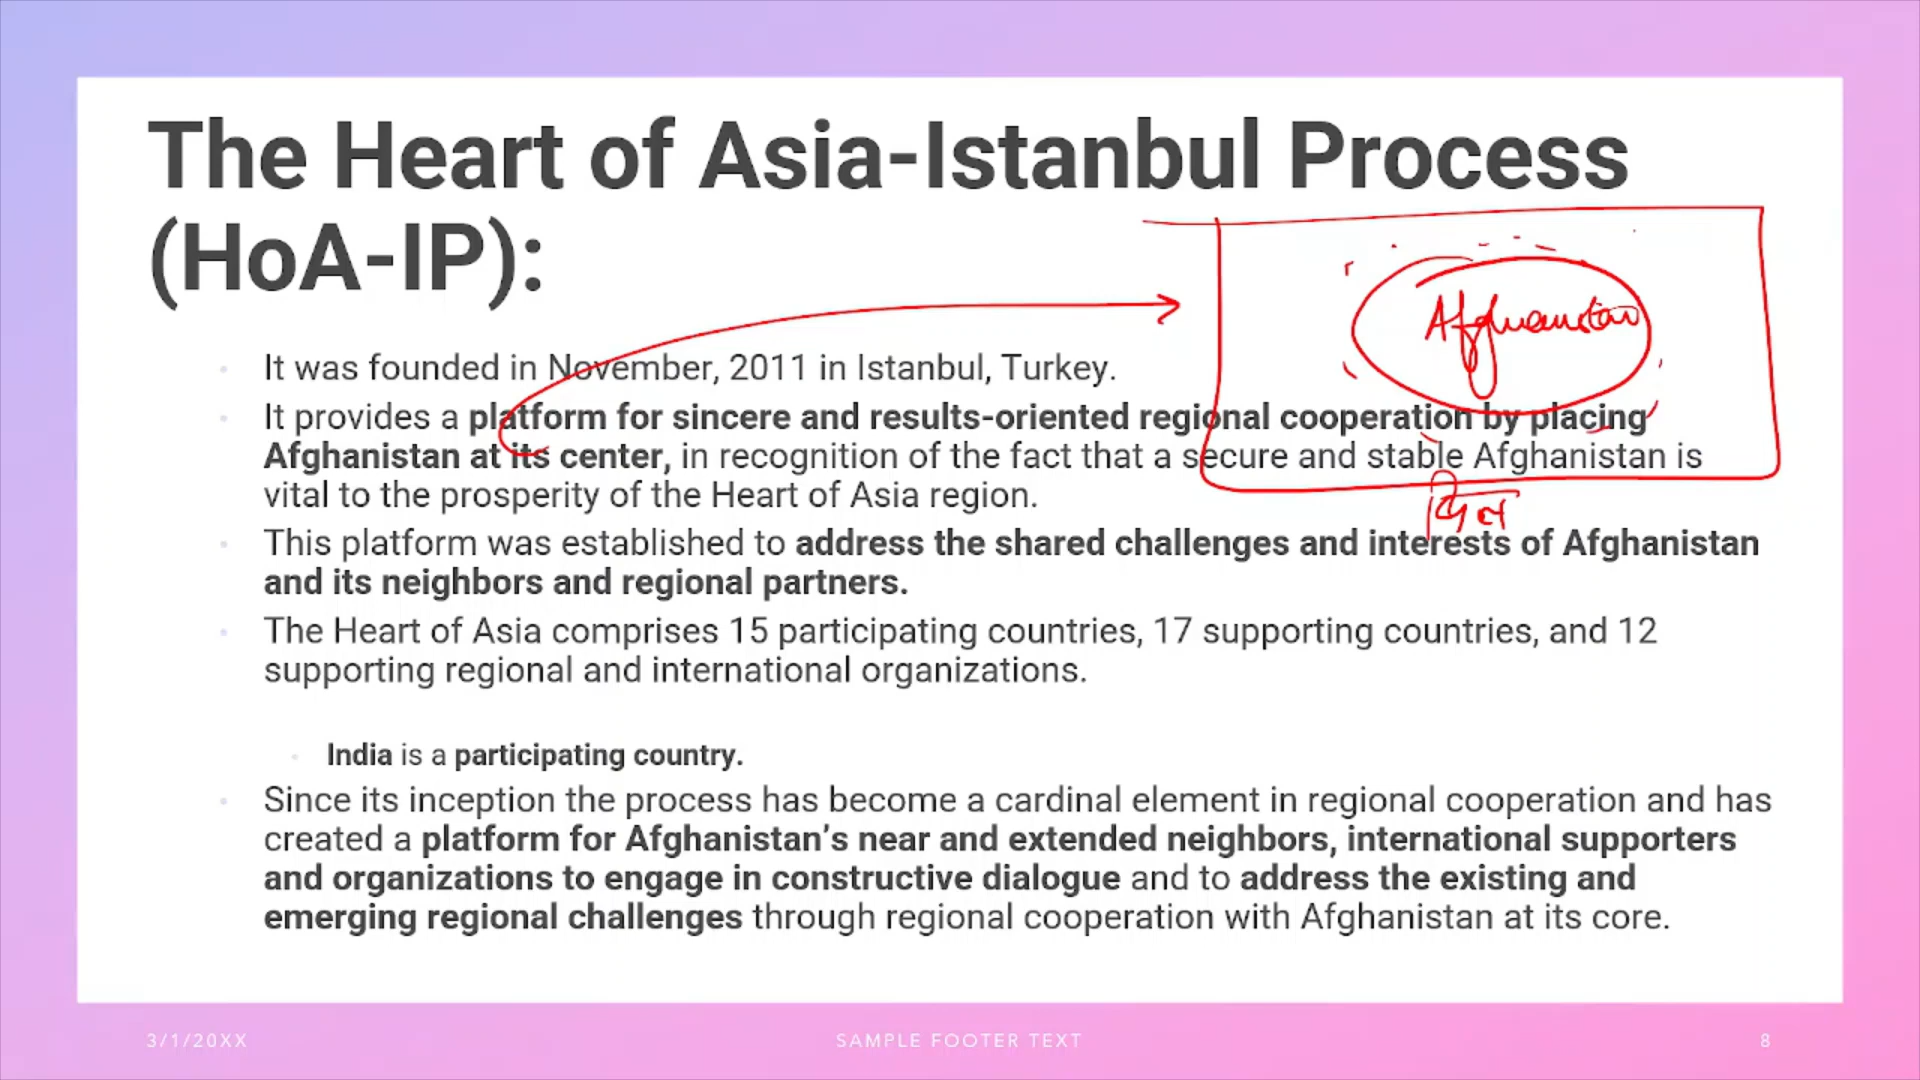 The Heart of Asia-Istanbul Process
(HoA-IP):
Afghanistan
It was founded in November, 2011 in Istanbul, Turkey.
It provides a platform for sincere and results-oriented regional cooperation by placing
Afghanistan at its center, in recognition of the fact that a secure and stable Afghanistan is
vital to the prosperity of the Heart of Asia region.
This platform was established to address the shared challenges and interests of Afghanistan
and its neighbors and regional partners.
The Heart of Asia comprises 15 participating countries, 17 supporting countries, and 12
supporting regional and international organizations.
India is a participating country.
Since its inception the process has become a cardinal element in regional cooperation and has
created a platform for Afghanistan’s near and extended neighbors, international supporters
and organizations to engage in constructive dialogue and to address the existing and
emerging regional challenges through regional cooperation with Afghanistan at its core.
3/1/20XX
SAMPLE FOOTER TEXT
8